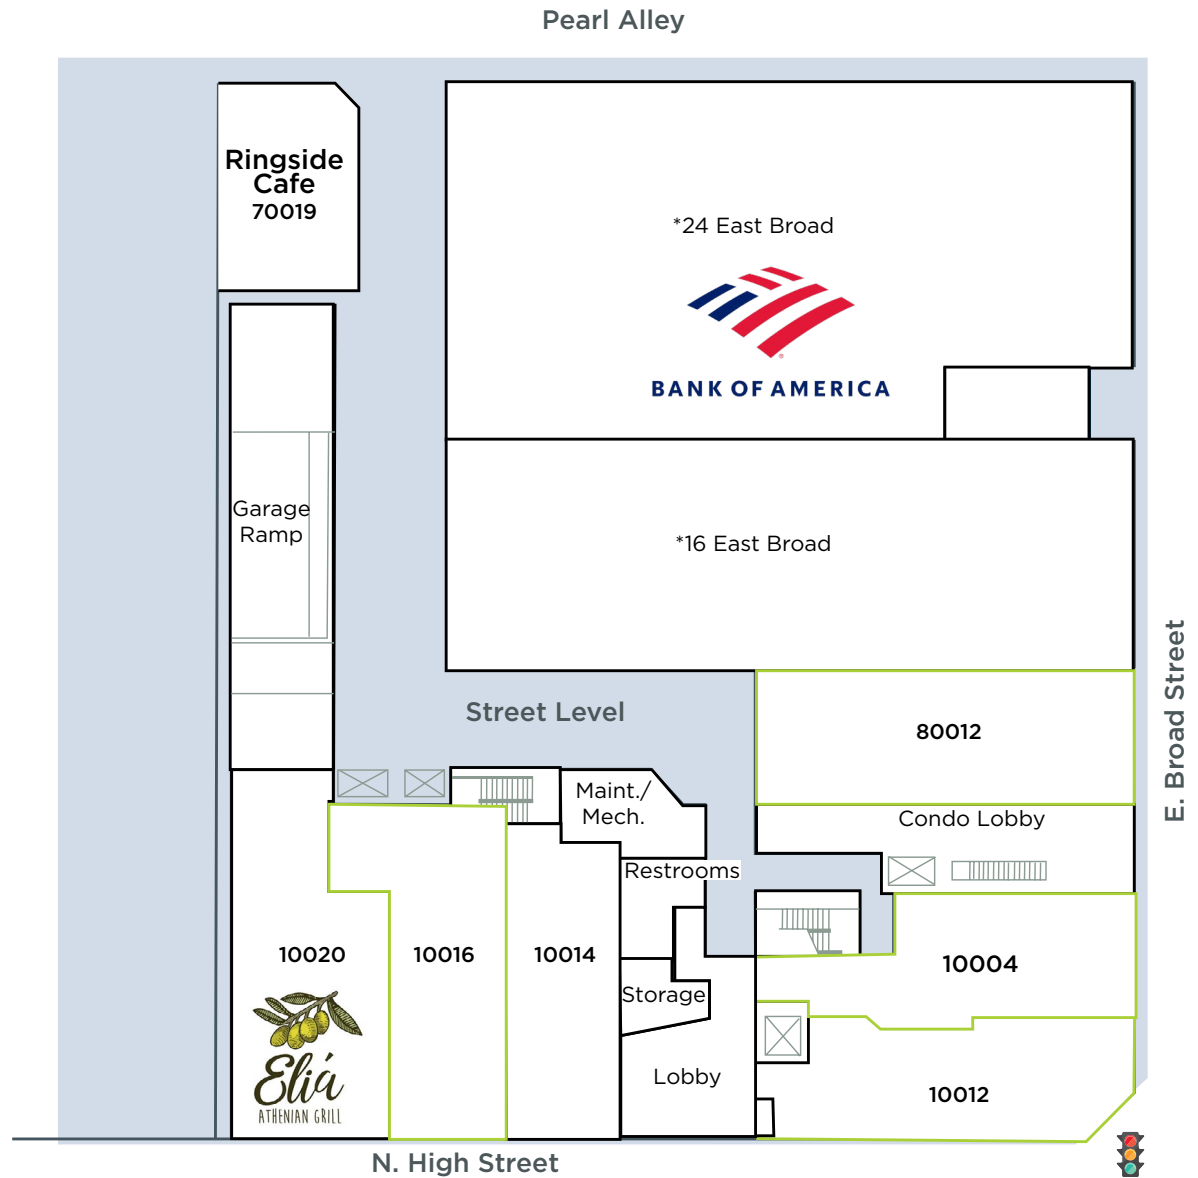 Pearl Alley
Ringside
Cafe
70019
*24 East Broad
BANK OF AMERICA
Garage
Ramp
*16 East Broad
E. Broad Street
Street Level
80012
Maint./
Mech.
Condo Lobby
Restrooms
10020
10016
10014
10004
Storage
Eliá
ATHENIAN GRILL
Lobby
10012
N. High Street